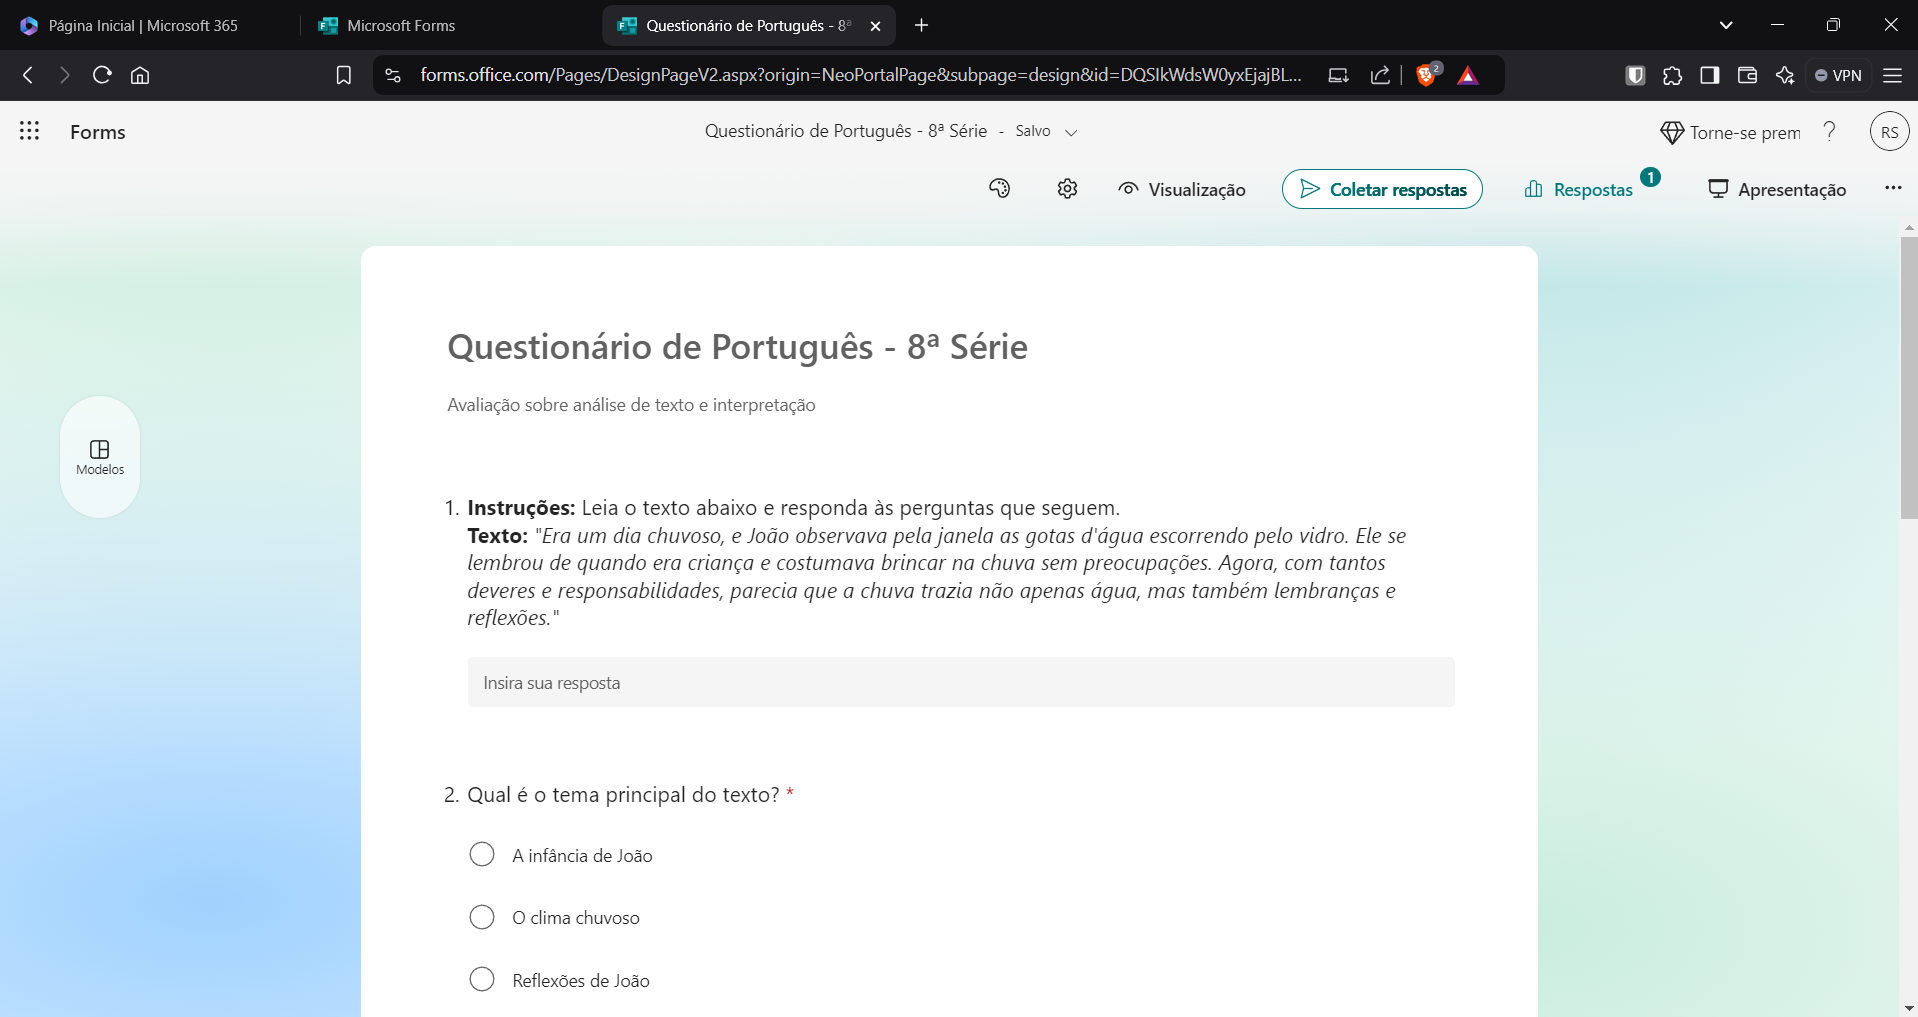 Página Inicial | Microsoft 365
Microsoft Forms
Questionário de Português - 8ª
forms.office.com/Pages/DesignPageV2.aspx?origin=NeoPortalPage&subpage=design&id=DQSIkWdsW0yxEjajBL...
2
VPN
Forms
Questionário de Português - 8ª Série - Salvo
Torne-se prem
?
RS
Visualização
Coletar respostas
Respostas
1
Apresentação
Modelos
Questionário de Português - 8ª Série
Avaliação sobre análise de texto e interpretação
1. Instruções: Leia o texto abaixo e responda às perguntas que seguem.
Texto: "Era um dia chuvoso, e João observava pela janela as gotas d'água escorrendo pelo vidro. Ele se
lembrou de quando era criança e costumava brincar na chuva sem preocupações. Agora, com tantos
deveres e responsabilidades, parecia que a chuva trazia não apenas água, mas também lembranças e
reflexões."
Insira sua resposta
2. Qual é o tema principal do texto? *
A infância de João
O clima chuvoso
Reflexões de João